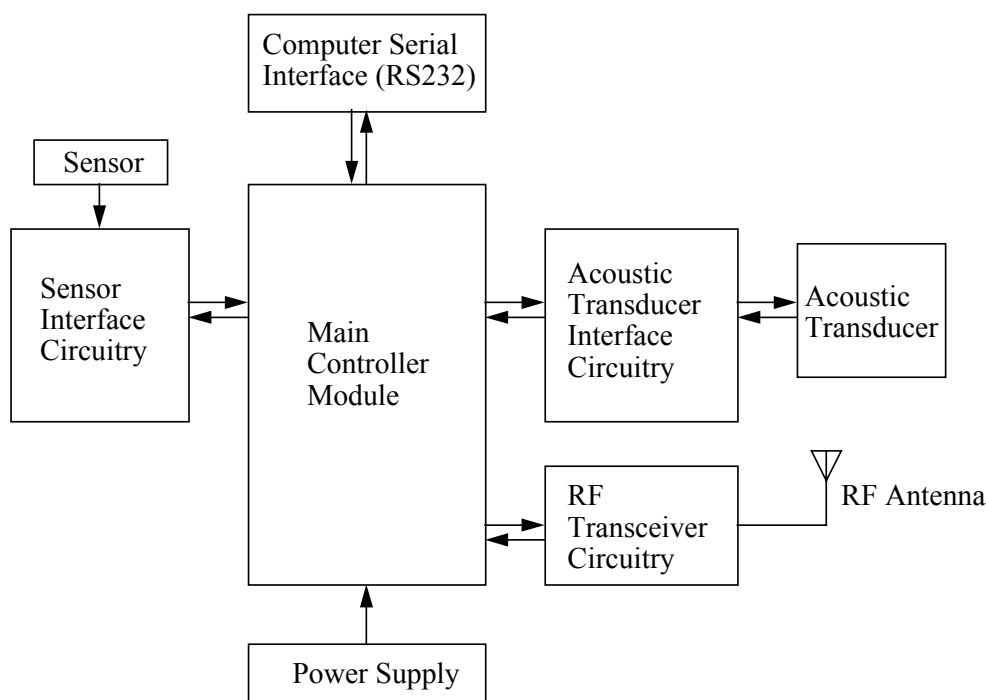 Computer Serial
Interface (RS232)
Sensor
Sensor
Interface
Circuitry
Main
Controller
Module
Acoustic
Transducer
Interface
Circuitry
Acoustic
Transducer
RF
Transceiver
Circuitry
RF Antenna
Power Supply